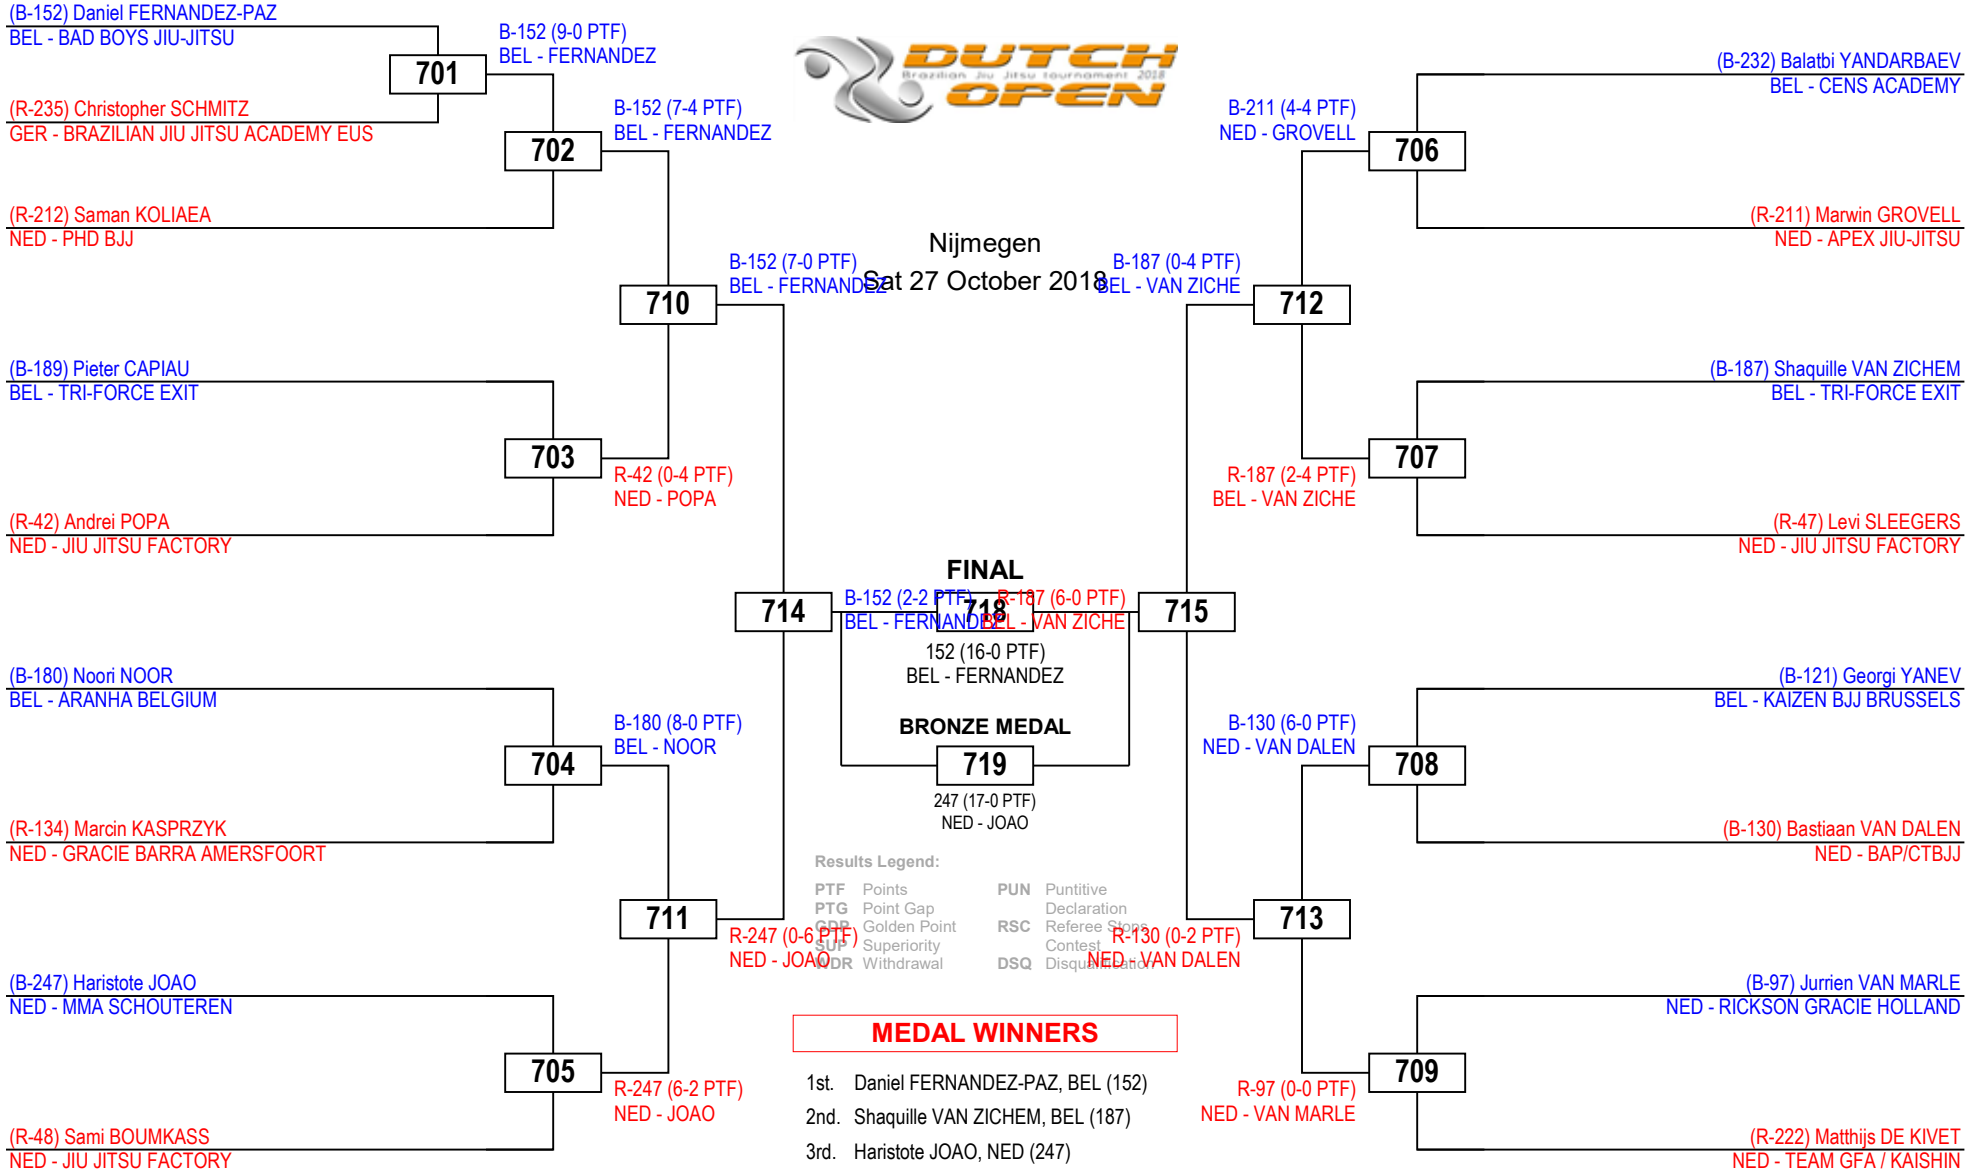 (B-152) Daniel FERNANDEZ-PAZ
BEL - BAD BOYS JIU-JITSU
701
(R-235) Christopher SCHMITZ
GER - BRAZILIAN JIU JITSU ACADEMY EUS
B-152 (9-0 PTF)
BEL - FERNANDEZ
702
(R-212) Saman KOLIAEA
NED - PHD BJJ
B-152 (7-4 PTF)
BEL - FERNANDEZ
710
(B-189) Pieter CAPIAU
BEL - TRI-FORCE EXIT
703
(R-42) Andrei POPA
NED - JIU JITSU FACTORY
R-42 (0-4 PTF)
NED - POPA
B-152 (7-0 PTF)
BEL - FERNANDEZ
714
(B-180) Noori NOOR
BEL - ARANHA BELGIUM
704
(R-134) Marcin KASPRZYK
NED - GRACIE BARRA AMERSFOORT
B-180 (8-0 PTF)
BEL - NOOR
711
(B-247) Haristote JOAO
NED - MMA SCHOUTEREN
705
(R-48) Sami BOUMKASS
NED - JIU JITSU FACTORY
R-247 (6-2 PTF)
NED - JOAO
R-247 (0-6 PTF)
NED - JOAO
DUTCH
Brazilian Jiu Jitsu tournament 2018
OPEN
Nijmegen
Sat 27 October 2018
FINAL
B-152 (2-2 PTF)
BEL - FERNANDEZ
718
R-187 (6-0 PTF)
BEL - VAN ZICHE
152 (16-0 PTF)
BEL - FERNANDEZ
BRONZE MEDAL
719
247 (17-0 PTF)
NED - JOAO
Results Legend:
PTF Points
PTG Point Gap
GDP Golden Point
SUP Superiority
WDR Withdrawal
PUN Puntitive
Declaration
RSC Referee Stops
Contest
DSQ Disqualification
MEDAL WINNERS
1st. Daniel FERNANDEZ-PAZ, BEL (152)
2nd. Shaquille VAN ZICHEM, BEL (187)
3rd. Haristote JOAO, NED (247)
(B-232) Balatbi YANDARBAEV
BEL - CENS ACADEMY
B-211 (4-4 PTF)
NED - GROVELL
706
(R-211) Marwin GROVELL
NED - APEX JIU-JITSU
B-187 (0-4 PTF)
BEL - VAN ZICHE
712
(B-187) Shaquille VAN ZICHEM
BEL - TRI-FORCE EXIT
707
R-187 (2-4 PTF)
BEL - VAN ZICHE
(R-47) Levi SLEEGERS
NED - JIU JITSU FACTORY
715
(B-121) Georgi YANEV
BEL - KAIZEN BJJ BRUSSELS
B-130 (6-0 PTF)
NED - VAN DALEN
708
(B-130) Bastiaan VAN DALEN
NED - BAP/CTBJJ
713
R-130 (0-2 PTF)
NED - VAN DALEN
(B-97) Jurrien VAN MARLE
NED - RICKSON GRACIE HOLLAND
709
R-97 (0-0 PTF)
NED - VAN MARLE
(R-222) Matthijs DE KIVET
NED - TEAM GFA / KAISHIN